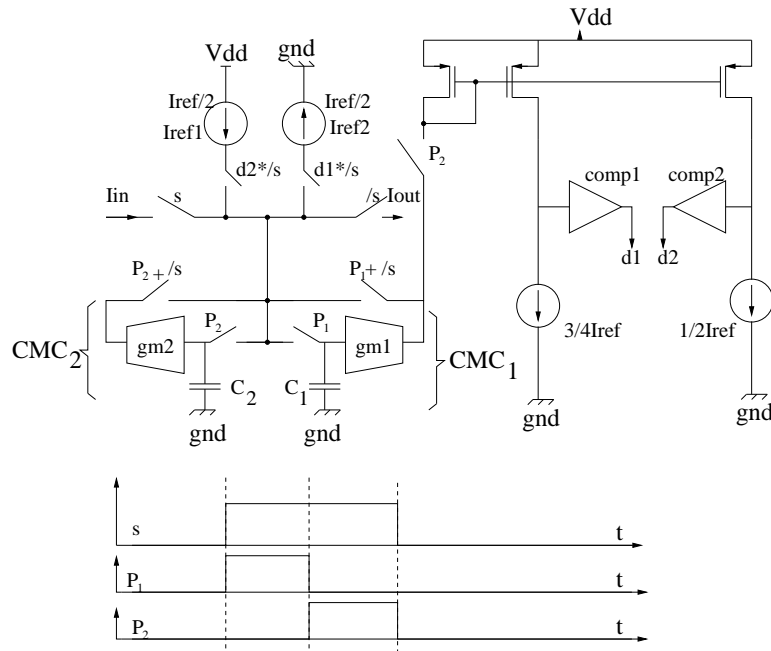 Vdd
gnd
Vdd
Iref/2
Iref1
Iref/2
Iref2
P2
d2*/s
d1*/s
comp1
comp2
Iin
s
/s Iout
d1
d2
P2+/s
P1+/s
3/4Iref
1/2Iref
CMC2
gm2
P2
P1
gm1
CMC1
C2
C1
gnd
gnd
gnd
gnd
s
t
P1
t
P2
t